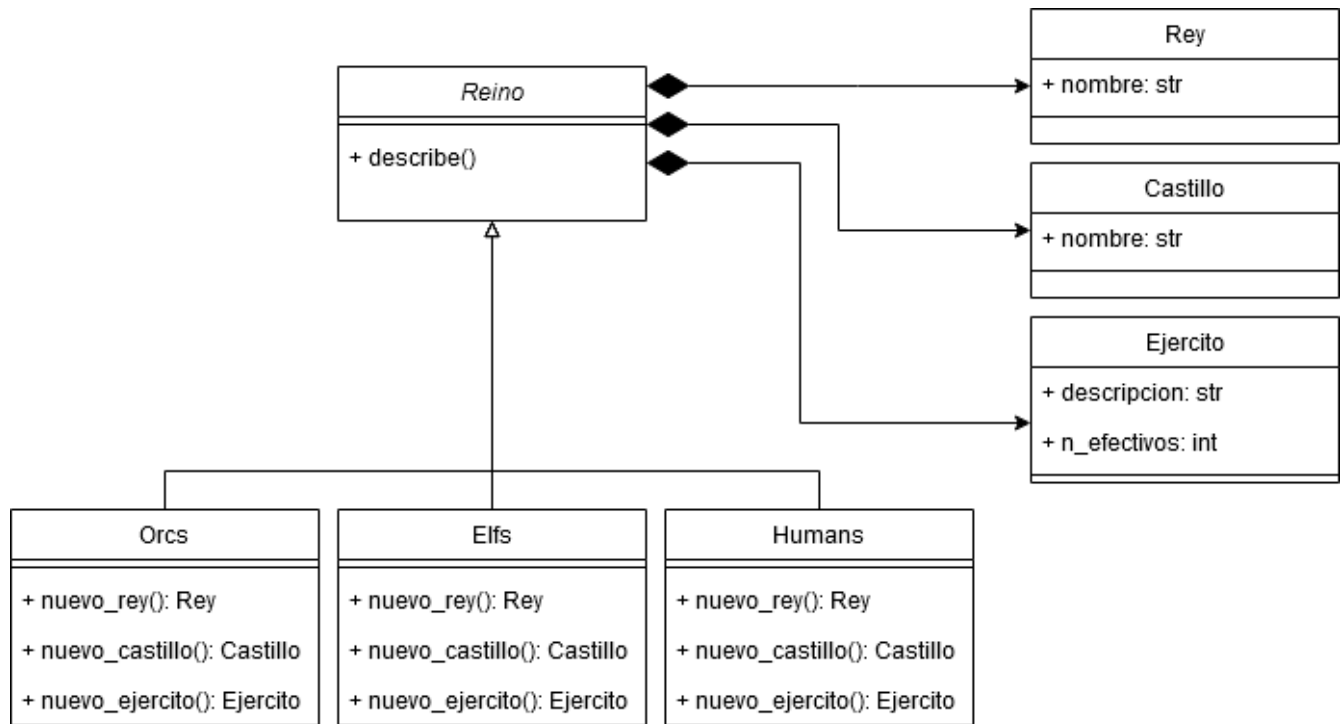 Reino
+ describe()
Rey
+ nombre: str
Castillo
+ nombre: str
Ejercito
+ descripcion: str
+ n_efectivos: int
Orcs
+ nuevo_rey(): Rey
+ nuevo_castillo(): Castillo
+ nuevo_ejercito(): Ejercito
Elfs
+ nuevo_rey(): Rey
+ nuevo_castillo(): Castillo
+ nuevo_ejercito(): Ejercito
Humans
+ nuevo_rey(): Rey
+ nuevo_castillo(): Castillo
+ nuevo_ejercito(): Ejercito